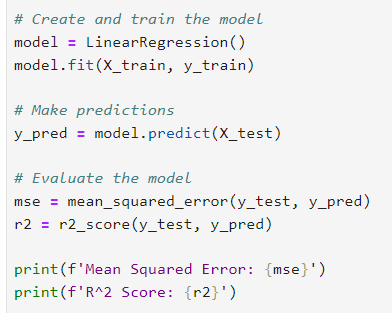 # Create and train the model
model = LinearRegression()
model.fit(X_train, y_train)
# Make predictions
y_pred = model.predict(X_test)
# Evaluate the model
mse = mean_squared_error(y_test, y_pred)
r2 = r2_score(y_test, y_pred)
print(f'Mean Squared Error: {mse}')
print(f'R^2 Score: {r2}')